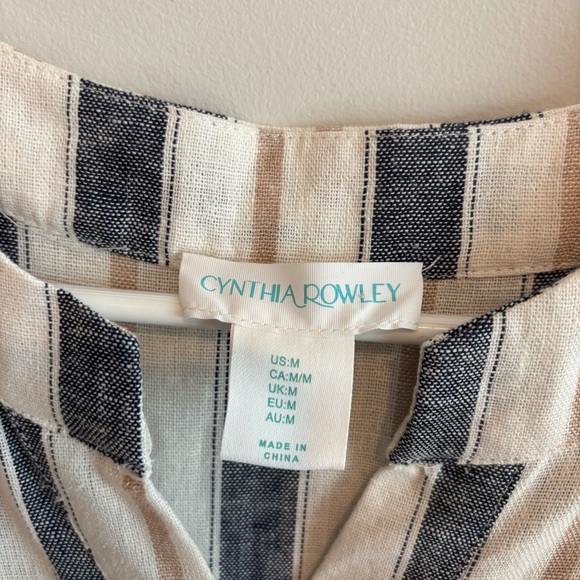 CYNTHIA ROWLEY
US:M
CA:M/M
UK:M
EU:M
AU:M
MADE IN
CHINA